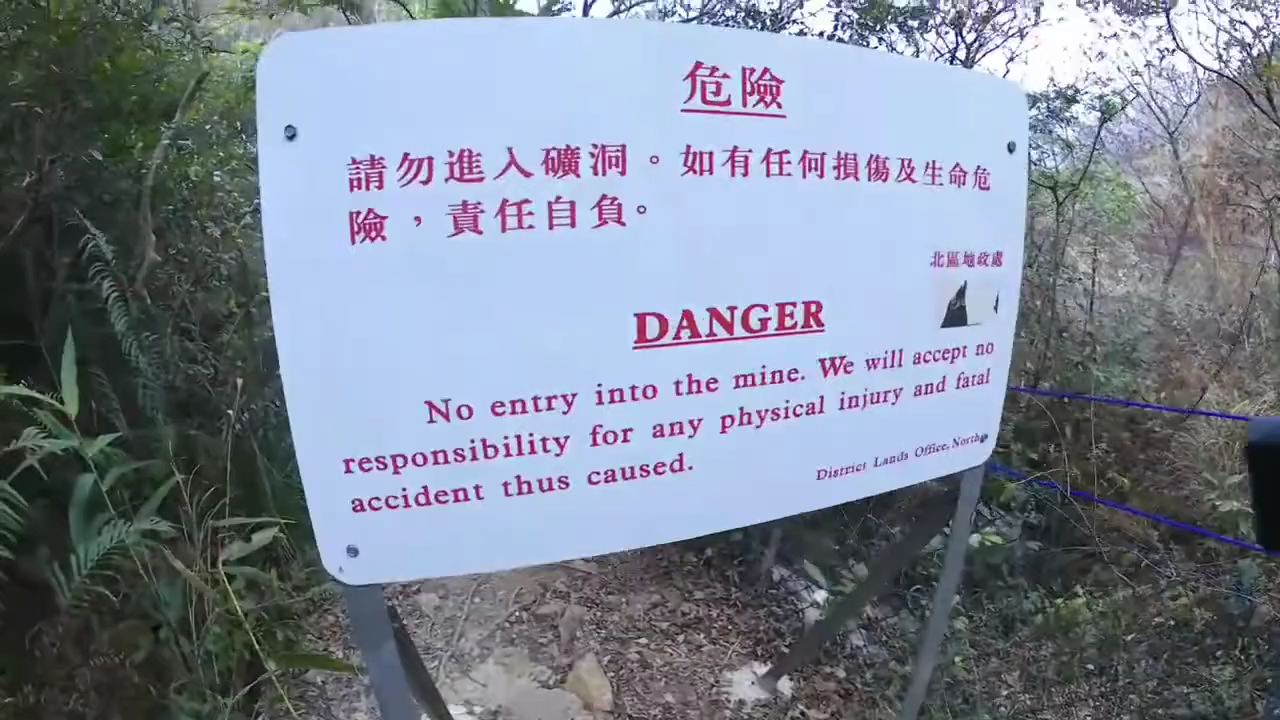 危險
請勿進入礦洞。如有任何損傷及生命危
險，責任自負。
北區地政處
DANGER
No entry into the mine. We will accept no
responsibility for any physical injury and fatal
accident thus caused.
District Lands Office, North